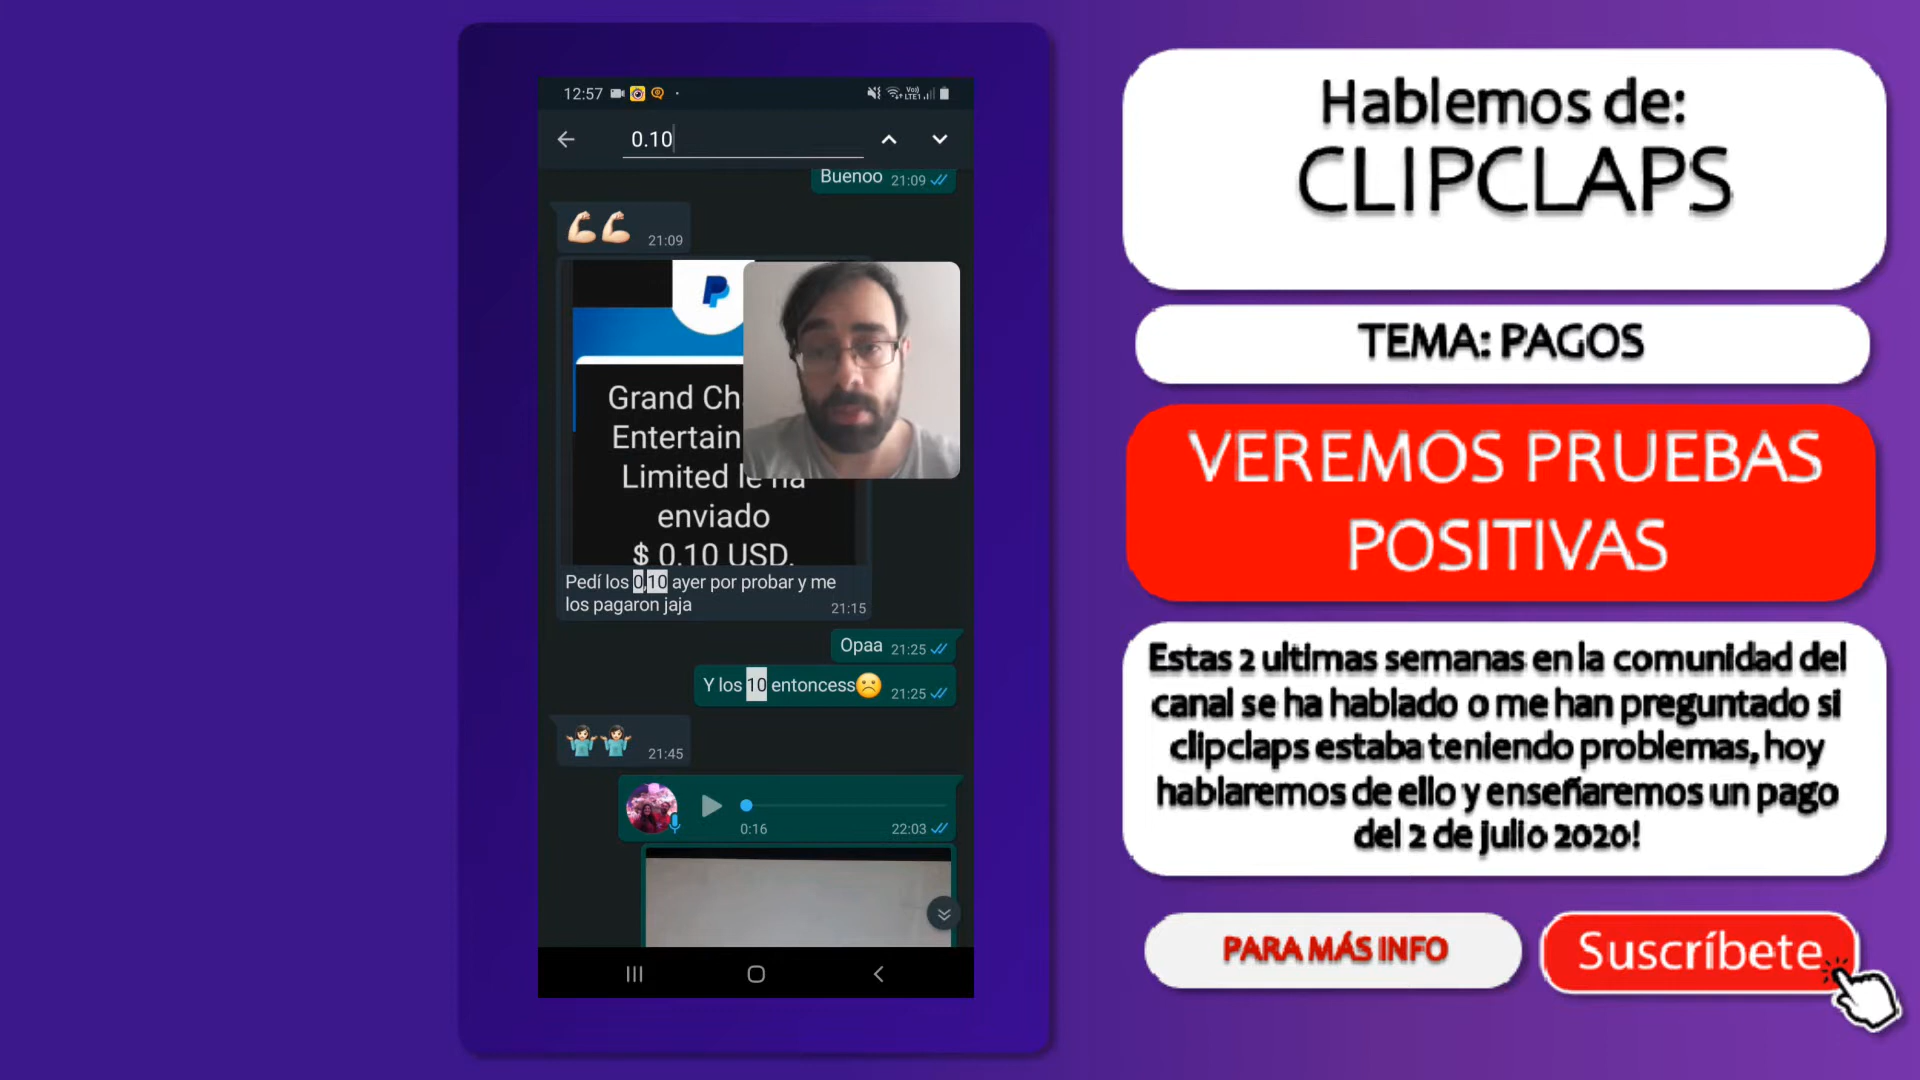 12:57
0.10
Buenoo 21:09
21:09
Grand Ch
Entertain
Limited le ha
enviado
$ 0.10 USD.
Pedí los 0,10 ayer por probar y me
los pagaron jaja
21:15
Opaa 21:25
Y los 10 entoncess 21:25
21:45
0:16 22:03
Hablemos de:
CLIPCLAPS
TEMA: PAGOS
VEREMOS PRUEBAS
POSITIVAS
Estas 2 ultimas semanas en la comunidad del
canal se ha hablado o me han preguntado si
clipclaps estaba teniendo problemas, hoy
hablaremos de ello y enseñaremos un pago
del 2 de julio 2020!
PARA MÁS INFO
Suscríbete